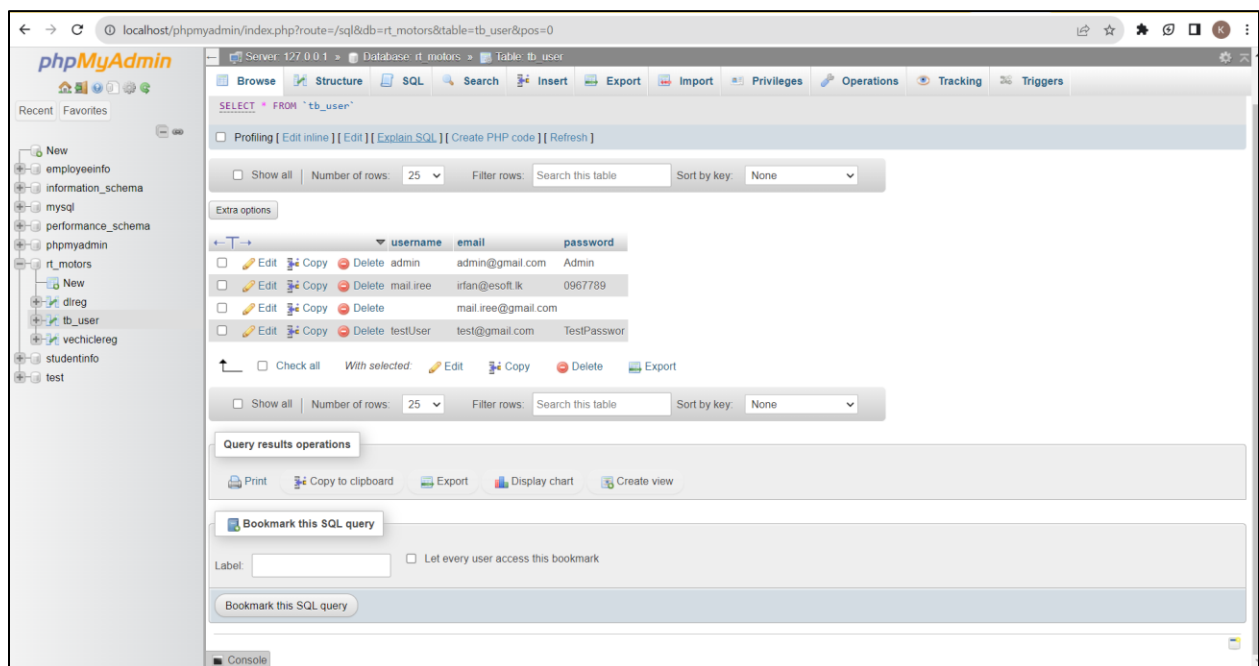 localhost/phpmyadmin/index.php?route=/sql&db=rt_motors&table=tb_user&pos=0
K
phpMyAdmin
Recent Favorites
New
employeeinfo
information_schema
mysql
performance_schema
phpmyadmin
rt_motors
New
dlreg
tb_user
vechiclereg
studentinfo
test
Server: 127.0.0.1 » Database: rt_motors » Table: tb_user
Browse Structure SQL Search Insert Export Import Privileges Operations Tracking Triggers
SELECT * FROM `tb_user`
Profiling [ Edit inline ] [ Edit ] [ Explain SQL ] [ Create PHP code ] [ Refresh ]
Show all Number of rows: 25 Filter rows: Search this table Sort by key: None
Extra options
←T→ username email password
Edit Copy Delete admin admin@gmail.com Admin
Edit Copy Delete mail.iree irfan@esoft.lk 0967789
Edit Copy Delete mail.iree@gmail.com
Edit Copy Delete testUser test@gmail.com TestPasswor
Check all With selected: Edit Copy Delete Export
Show all Number of rows: 25 Filter rows: Search this table Sort by key: None
Query results operations
Print Copy to clipboard Export Display chart Create view
Bookmark this SQL query
Label: Let every user access this bookmark
Bookmark this SQL query
Console